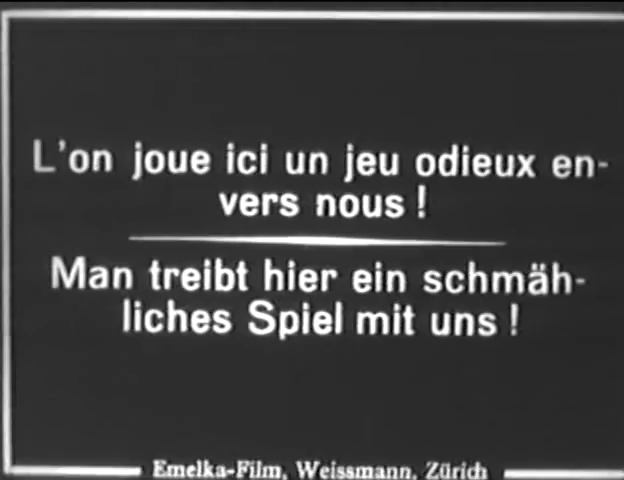 L'on joue ici un jeu odieux en-
vers nous !
Man treibt hier ein schmäh-
liches Spiel mit uns !
Emelka-Film, Weissmann, Zürich